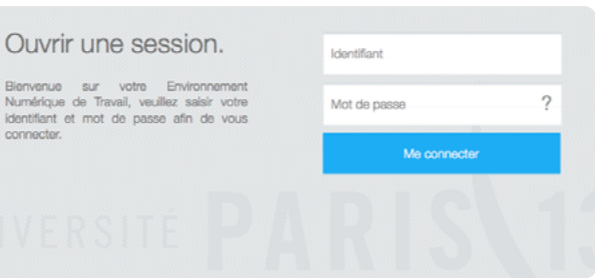 Ouvrir une session.
Bienvenue sur votre Environnement
Numérique de Travail, veuillez saisir votre
identifiant et mot de passe afin de vous
connecter.
Identifiant
Mot de passe ?
Me connecter
IVERSITÉ PARIS 13